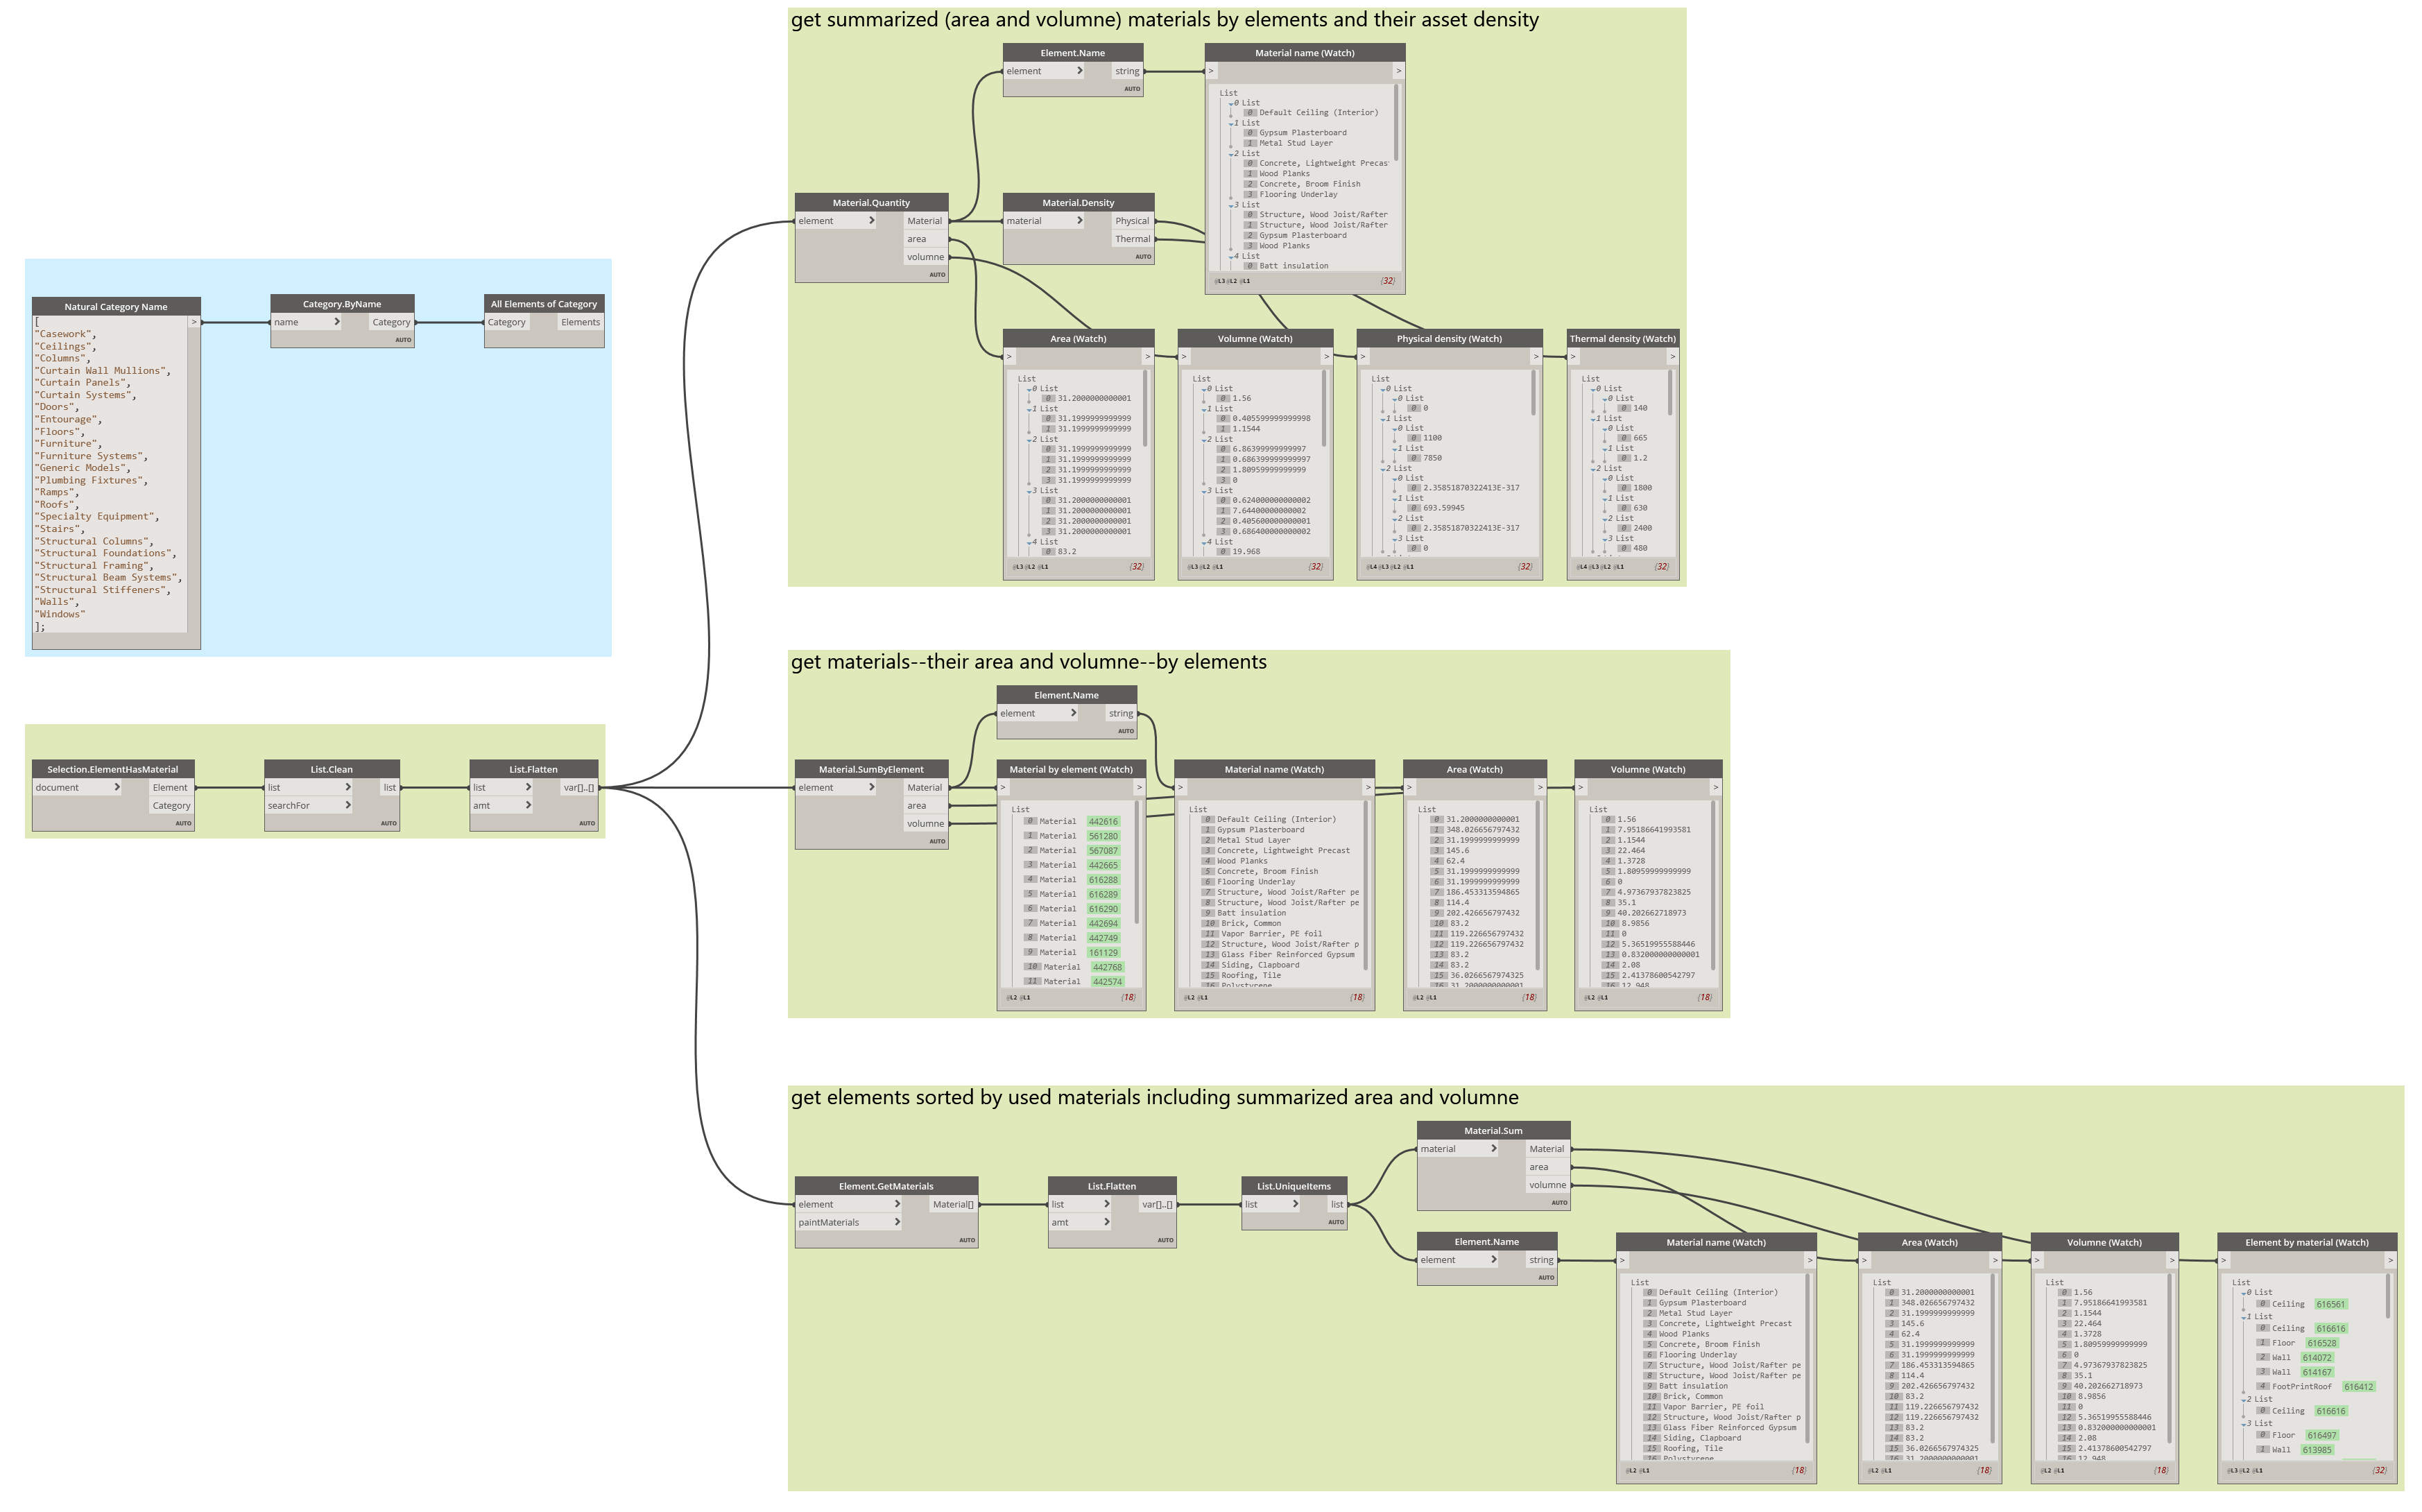 get summarized (area and volumne) materials by elements and their asset density
Element.Name
element > string
AUTO
Material name (Watch)
> >
List
0 List
0 Default Ceiling (Interior)
1 List
0 Gypsum Plasterboard
1 Metal Stud Layer
2 List
0 Concrete, Lightweight Precas
1 Wood Planks
2 Concrete, Broom Finish
3 Flooring Underlay
3 List
0 Structure, Wood Joist/Rafter
1 Structure, Wood Joist/Rafter
2 Gypsum Plasterboard
3 Wood Planks
4 List
0 Batt insulation
@L3 @L2 @L1 {32}
Material.Quantity
element > Material
area
volumne
AUTO
Material.Density
material > Physical
Thermal
AUTO
Area (Watch)
> >
List
0 List
0 31.2000000000001
1 List
0 31.1999999999999
1 31.1999999999999
2 List
0 31.1999999999999
1 31.1999999999999
2 31.1999999999999
3 31.1999999999999
3 List
0 31.2000000000001
1 31.2000000000001
2 31.2000000000001
3 31.2000000000001
4 List
0 83.2
@L3 @L2 @L1 {32}
Volumne (Watch)
> >
List
0 List
0 1.56
1 List
0 0.405599999999998
1 1.1544
2 List
0 6.86399999999997
1 0.686399999999997
2 1.80959999999999
3 0
3 List
0 0.624000000000002
1 7.64400000000002
2 0.405600000000001
3 0.686400000000002
4 List
0 19.968
@L3 @L2 @L1 {32}
Physical density (Watch)
> >
List
0 List
0 List
0 0
1 List
0 List
0 1100
1 List
0 7850
2 List
0 List
0 2.35851870322413E-317
1 List
0 693.59945
2 List
0 2.35851870322413E-317
3 List
0 0
@L4 @L3 @L2 @L1 {32}
Thermal density (Watch)
> >
List
0 List
0 List
0 140
1 List
0 List
0 665
1 List
0 1.2
2 List
0 List
0 1800
1 List
0 630
2 List
0 2400
3 List
0 480
@L4 @L3 @L2 @L1 {32}
Natural Category Name
[ >
"Casework",
"Ceilings",
"Columns",
"Curtain Wall Mullions",
"Curtain Panels",
"Curtain Systems",
"Doors",
"Entourage",
"Floors",
"Furniture",
"Furniture Systems",
"Generic Models",
"Plumbing Fixtures",
"Ramps",
"Roofs",
"Specialty Equipment",
"Stairs",
"Structural Columns",
"Structural Foundations",
"Structural Framing",
"Structural Beam Systems",
"Structural Stiffeners",
"Walls",
"Windows"
];
Category.ByName
name > Category
AUTO
All Elements of Category
Category Elements
get materials--their area and volumne--by elements
Element.Name
element > string
AUTO
Selection.ElementHasMaterial
document > Element
Category
AUTO
List.Clean
list > list
searchFor >
AUTO
List.Flatten
list > var[]..[]
amt >
AUTO
Material.SumByElement
element > Material
area
volumne
AUTO
Material by element (Watch)
> >
List
0 Material 442616
1 Material 561280
2 Material 567087
3 Material 442665
4 Material 616288
5 Material 616289
6 Material 616290
7 Material 442694
8 Material 442749
9 Material 161129
10 Material 442768
11 Material 442574
@L2 @L1 {18}
Material name (Watch)
> >
List
0 Default Ceiling (Interior)
1 Gypsum Plasterboard
2 Metal Stud Layer
3 Concrete, Lightweight Precast
4 Wood Planks
5 Concrete, Broom Finish
6 Flooring Underlay
7 Structure, Wood Joist/Rafter pe
8 Structure, Wood Joist/Rafter pe
9 Batt insulation
10 Brick, Common
11 Vapor Barrier, PE foil
12 Structure, Wood Joist/Rafter p
13 Glass Fiber Reinforced Gypsum
14 Siding, Clapboard
15 Roofing, Tile
16 Polystyrene
@L2 @L1 {18}
Area (Watch)
> >
List
0 31.2000000000001
1 348.026656797432
2 31.1999999999999
3 145.6
4 62.4
5 31.1999999999999
6 31.1999999999999
7 186.453313594865
8 114.4
9 202.426656797432
10 83.2
11 119.226656797432
12 119.226656797432
13 83.2
14 83.2
15 36.0266567974325
16 31.2000000000001
@L2 @L1 {18}
Volumne (Watch)
> >
List
0 1.56
1 7.95186641993581
2 1.1544
3 22.464
4 1.3728
5 1.80959999999999
6 0
7 4.97367937823825
8 35.1
9 40.202662718973
10 8.9856
11 0
12 5.36519955588446
13 0.832000000000001
14 2.08
15 2.41378600542797
16 12.948
@L2 @L1 {18}
get elements sorted by used materials including summarized area and volumne
Element.GetMaterials
element > Material[]
paintMaterials >
AUTO
List.Flatten
list > var[]..[]
amt >
AUTO
List.UniqueItems
list > list
AUTO
Material.Sum
material > Material
area
volumne
AUTO
Element.Name
element > string
AUTO
Material name (Watch)
> >
List
0 Default Ceiling (Interior)
1 Gypsum Plasterboard
2 Metal Stud Layer
3 Concrete, Lightweight Precast
4 Wood Planks
5 Concrete, Broom Finish
6 Flooring Underlay
7 Structure, Wood Joist/Rafter pe
8 Structure, Wood Joist/Rafter pe
9 Batt insulation
10 Brick, Common
11 Vapor Barrier, PE foil
12 Structure, Wood Joist/Rafter p
13 Glass Fiber Reinforced Gypsum
14 Siding, Clapboard
15 Roofing, Tile
16 Polystyrene
@L2 @L1 {18}
Area (Watch)
> >
List
0 31.2000000000001
1 348.026656797432
2 31.1999999999999
3 145.6
4 62.4
5 31.1999999999999
6 31.1999999999999
7 186.453313594865
8 114.4
9 202.426656797432
10 83.2
11 119.226656797432
12 119.226656797432
13 83.2
14 83.2
15 36.0266567974325
16 31.2000000000001
@L2 @L1 {18}
Volumne (Watch)
> >
List
0 1.56
1 7.95186641993581
2 1.1544
3 22.464
4 1.3728
5 1.80959999999999
6 0
7 4.97367937823825
8 35.1
9 40.202662718973
10 8.9856
11 0
12 5.36519955588446
13 0.832000000000001
14 2.08
15 2.41378600542797
16 12.948
@L2 @L1 {18}
Element by material (Watch)
> >
List
0 List
0 Ceiling 616561
1 List
0 Ceiling 616616
1 Floor 616528
2 Wall 614072
3 Wall 614167
4 FootPrintRoof 616412
2 List
0 Ceiling 616616
3 List
0 Floor 616497
1 Wall 613985
@L3 @L2 @L1 {32}